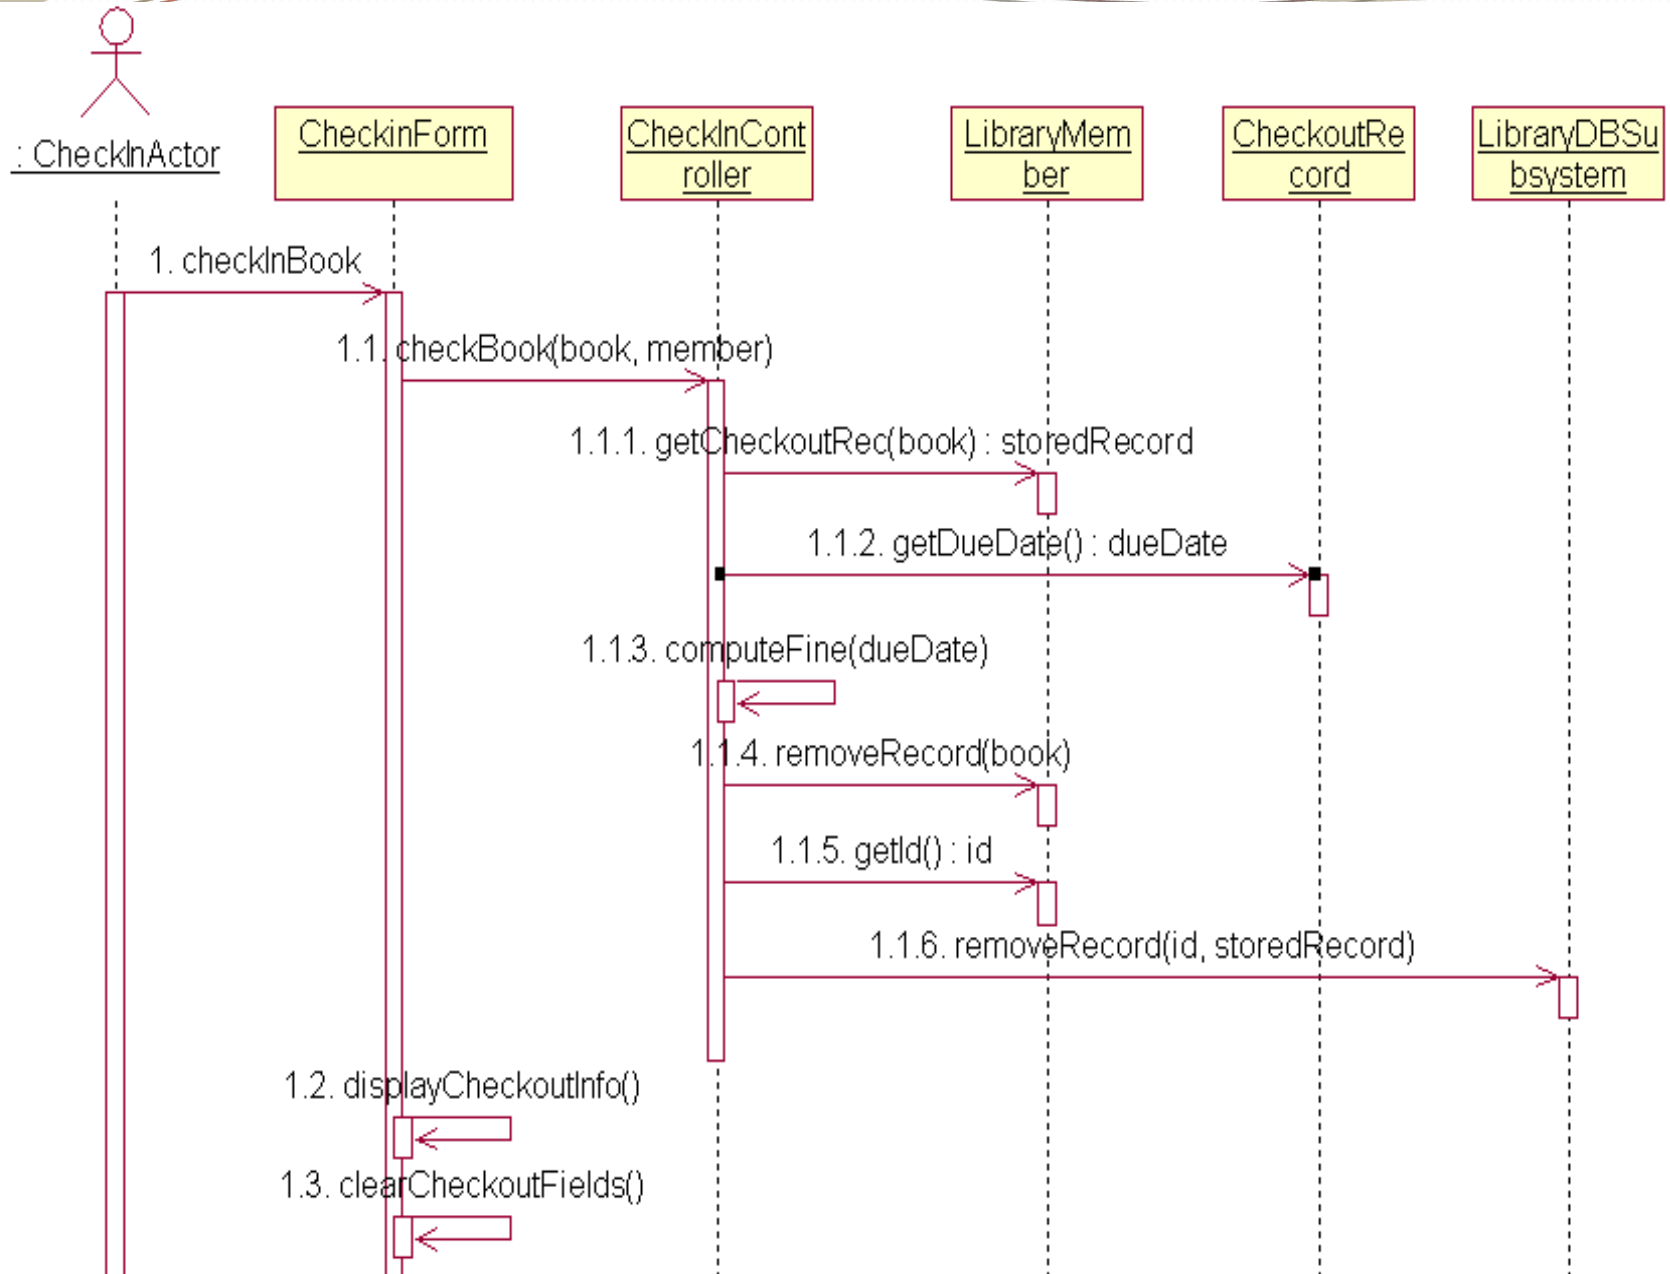 : CheckInActor
CheckinForm
CheckInCont
roller
LibraryMem
ber
CheckoutRe
cord
LibraryDBSu
bsystem
1. checkInBook
1.1. checkBook(book, member)
1.1.1. getCheckoutRec(book) : storedRecord
1.1.2. getDueDate() : dueDate
1.1.3. computeFine(dueDate)
1.1.4. removeRecord(book)
1.1.5. getId() : id
1.1.6. removeRecord(id, storedRecord)
1.2. displayCheckoutInfo()
1.3. clearCheckoutFields()